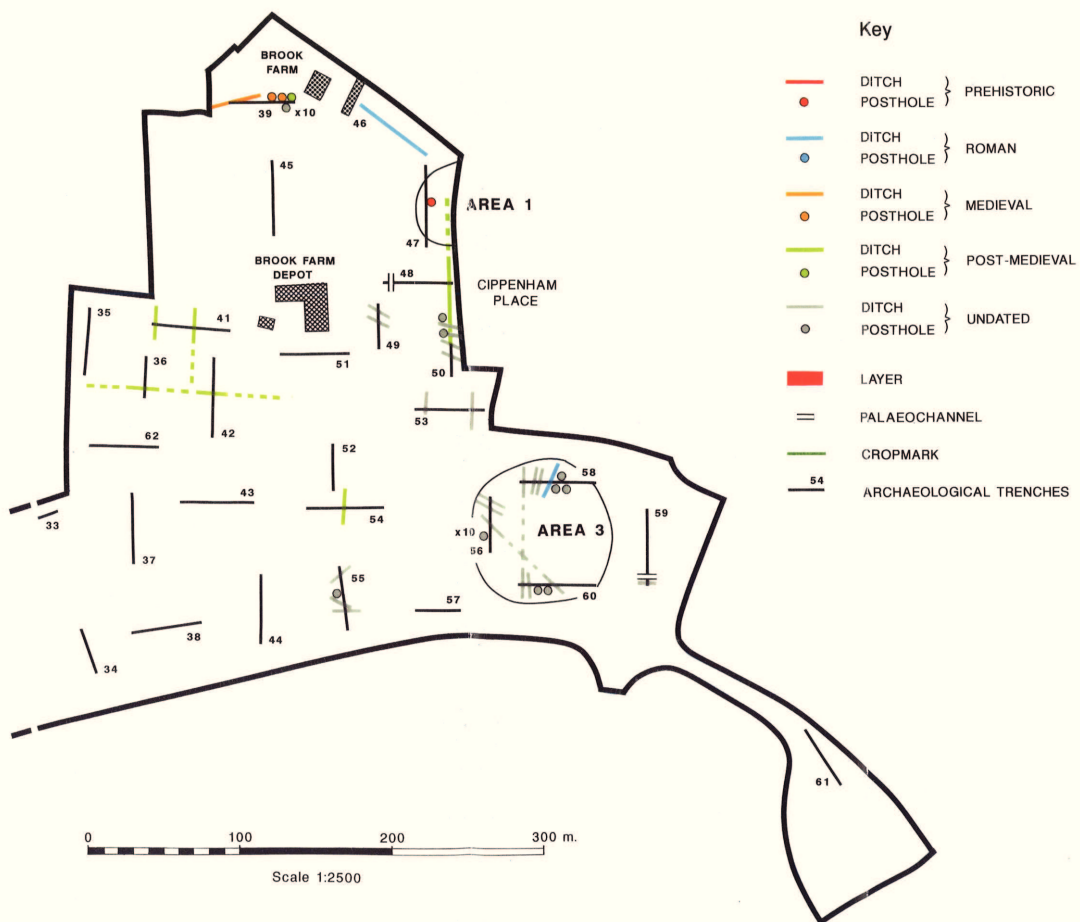 Key
DITCH
POSTHOLE
PREHISTORIC
DITCH
POSTHOLE
ROMAN
DITCH
POSTHOLE
MEDIEVAL
DITCH
POSTHOLE
POST-MEDIEVAL
DITCH
POSTHOLE
UNDATED
LAYER
PALAEOCHANNEL
CROPMARK
54
ARCHAEOLOGICAL TRENCHES
BROOK
FARM
39
x10
46
45
AREA 1
47
BROOK FARM
DEPOT
48
CIPPENHAM
PLACE
35
41
49
51
36
50
53
42
62
52
58
43
54
59
33
x10
AREA 3
56
37
55
60
57
38
44
34
61
0 100 200 300 m.
Scale 1:2500